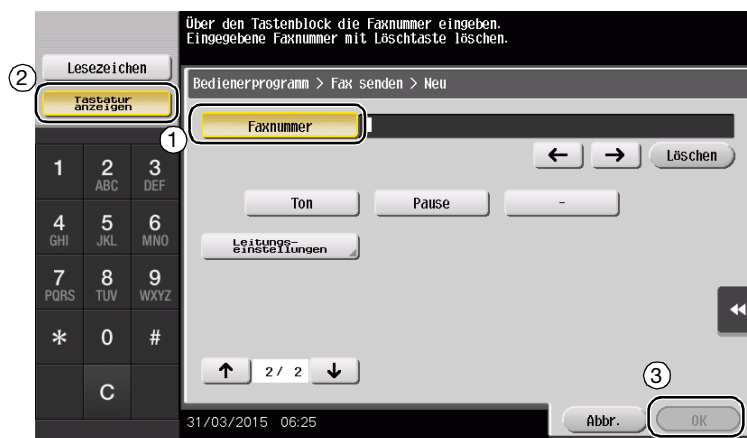 Über den Tastenblock die Faxnummer eingeben.
Eingegebene Faxnummer mit Löschtaste löschen.
2
Lesezeichen
Tastatur
anzeigen
Bedienerprogramm > Fax senden > Neu
1
Faxnummer
← → Löschen
Ton Pause -
Leitungs-
einstellungen
1 2 ABC 3 DEF
4 GHI 5 JKL 6 MNO
7 PQRS 8 TUV 9 WXYZ
* 0 #
C
↑ 2/ 2 ↓
3
31/03/2015 06:25
Abbr. OK